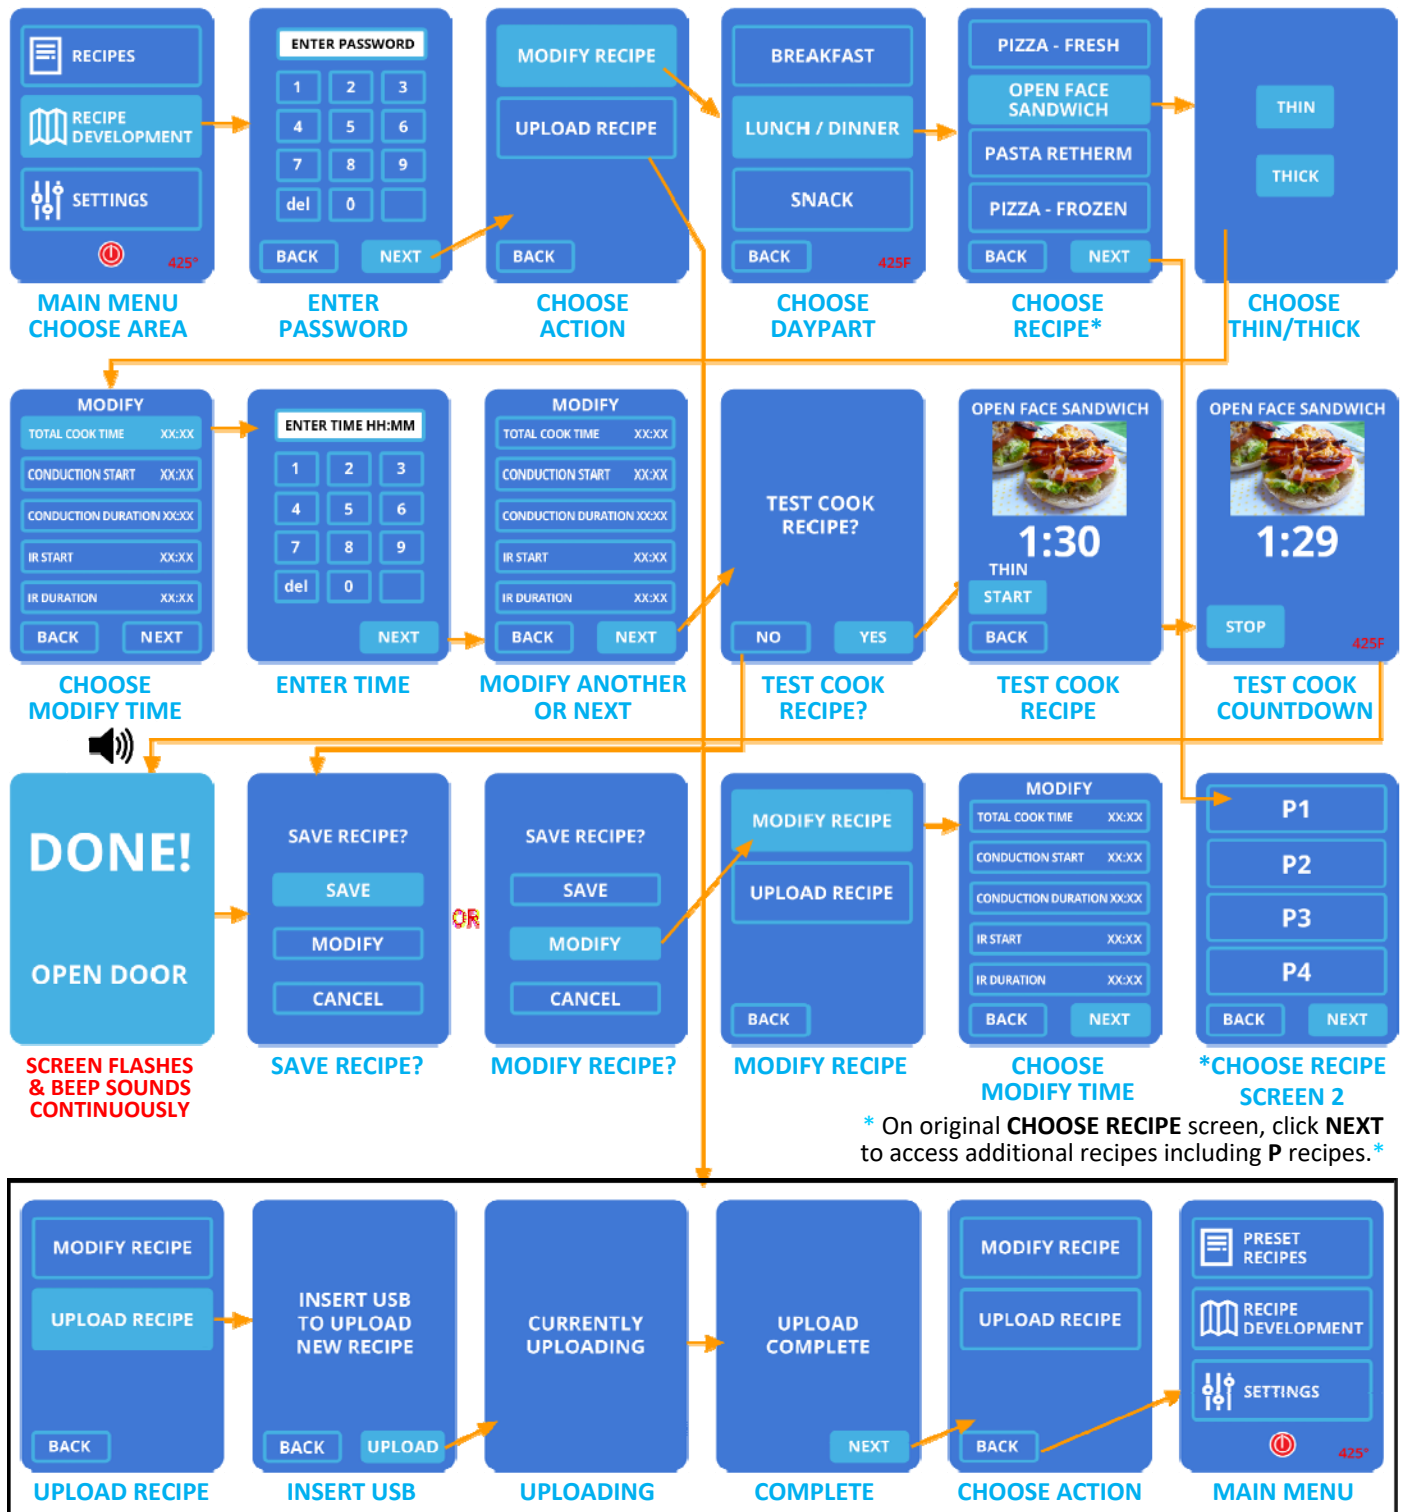 RECIPES
RECIPE
DEVELOPMENT
SETTINGS
425°
MAIN MENU
CHOOSE AREA
ENTER PASSWORD
1 2 3
4 5 6
7 8 9
del 0
BACK NEXT
ENTER
PASSWORD
MODIFY RECIPE
UPLOAD RECIPE
BACK
CHOOSE
ACTION
BREAKFAST
LUNCH / DINNER
SNACK
BACK 425F
CHOOSE
DAYPART
PIZZA - FRESH
OPEN FACE
SANDWICH
PASTA RETHERM
PIZZA - FROZEN
BACK NEXT
CHOOSE
RECIPE*
THIN
THICK
CHOOSE
THIN/THICK
MODIFY
TOTAL COOK TIME XX:XX
CONDUCTION START XX:XX
CONDUCTION DURATION XX:XX
IR START XX:XX
IR DURATION XX:XX
BACK NEXT
CHOOSE
MODIFY TIME
ENTER TIME HH:MM
1 2 3
4 5 6
7 8 9
del 0
NEXT
ENTER TIME
MODIFY
TOTAL COOK TIME XX:XX
CONDUCTION START XX:XX
CONDUCTION DURATION XX:XX
IR START XX:XX
IR DURATION XX:XX
BACK NEXT
MODIFY ANOTHER
OR NEXT
TEST COOK
RECIPE?
NO YES
TEST COOK
RECIPE?
OPEN FACE SANDWICH
1:30
THIN
START
BACK
TEST COOK
RECIPE
OPEN FACE SANDWICH
1:29
STOP
425F
TEST COOK
COUNTDOWN
DONE!
OPEN DOOR
SCREEN FLASHES
& BEEP SOUNDS
CONTINUOUSLY
SAVE RECIPE?
SAVE
MODIFY
CANCEL
SAVE RECIPE?
OR
SAVE RECIPE?
SAVE
MODIFY
CANCEL
MODIFY RECIPE?
MODIFY RECIPE
UPLOAD RECIPE
BACK
MODIFY RECIPE
MODIFY
TOTAL COOK TIME XX:XX
CONDUCTION START XX:XX
CONDUCTION DURATION XX:XX
IR START XX:XX
IR DURATION XX:XX
BACK NEXT
CHOOSE
MODIFY TIME
P1
P2
P3
P4
BACK NEXT
*CHOOSE RECIPE
SCREEN 2
* On original CHOOSE RECIPE screen, click NEXT
to access additional recipes including P recipes.*
MODIFY RECIPE
UPLOAD RECIPE
BACK
UPLOAD RECIPE
INSERT USB
TO UPLOAD
NEW RECIPE
BACK UPLOAD
INSERT USB
CURRENTLY
UPLOADING
UPLOADING
UPLOAD
COMPLETE
NEXT
COMPLETE
MODIFY RECIPE
UPLOAD RECIPE
BACK
CHOOSE ACTION
PRESET
RECIPES
RECIPE
DEVELOPMENT
SETTINGS
425°
MAIN MENU